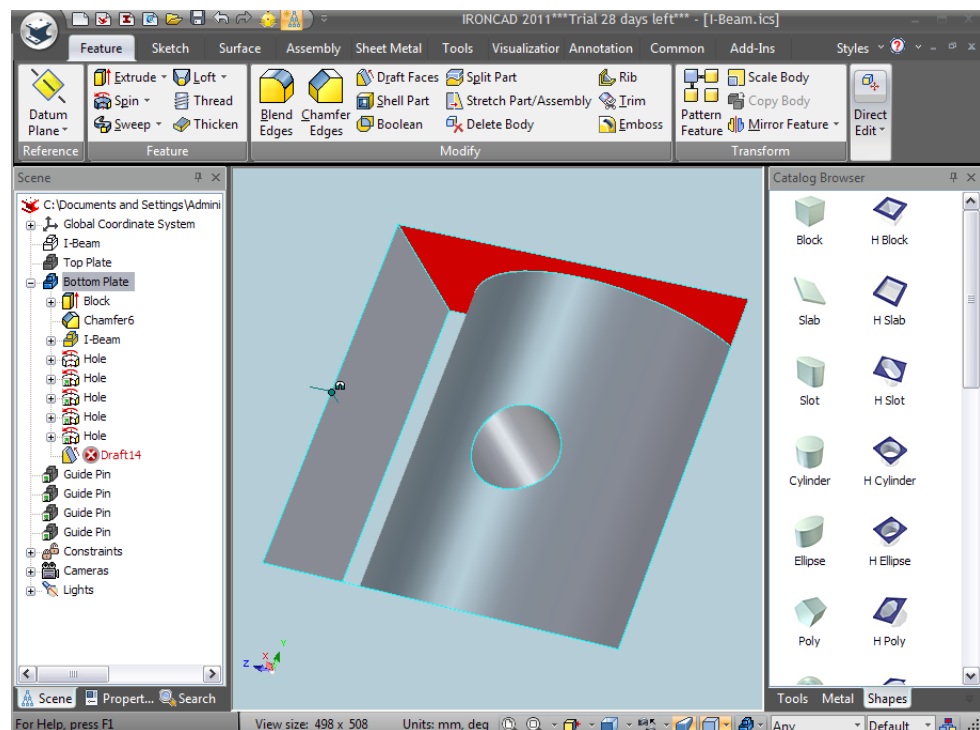 IRONCAD 2011***Trial 28 days left*** - [I-Beam.ics]
Feature Sketch Surface Assembly Sheet Metal Tools Visualization Annotation Common Add-Ins Styles
Datum Plane
Extrude Loft
Spin Thread
Sweep Thicken
Blend Edges
Chamfer Edges
Draft Faces Split Part Rib
Shell Part Stretch Part/Assembly Trim
Boolean Delete Body Emboss
Pattern Feature
Scale Body
Copy Body
Mirror Feature
Direct Edit
Reference Feature Modify Transform
Scene
C:\Documents and Settings\Admini
Global Coordinate System
I-Beam
Top Plate
Bottom Plate
Block
Chamfer6
I-Beam
Hole
Hole
Hole
Hole
Hole
Draft14
Guide Pin
Guide Pin
Guide Pin
Guide Pin
Constraints
Cameras
Lights
Scene Propert... Search
Z X Y
Catalog Browser
Block H Block
Slab H Slab
Slot H Slot
Cylinder H Cylinder
Ellipse H Ellipse
Poly H Poly
Tools Metal Shapes
For Help, press F1 View size: 498 x 508 Units: mm, deg Any Default